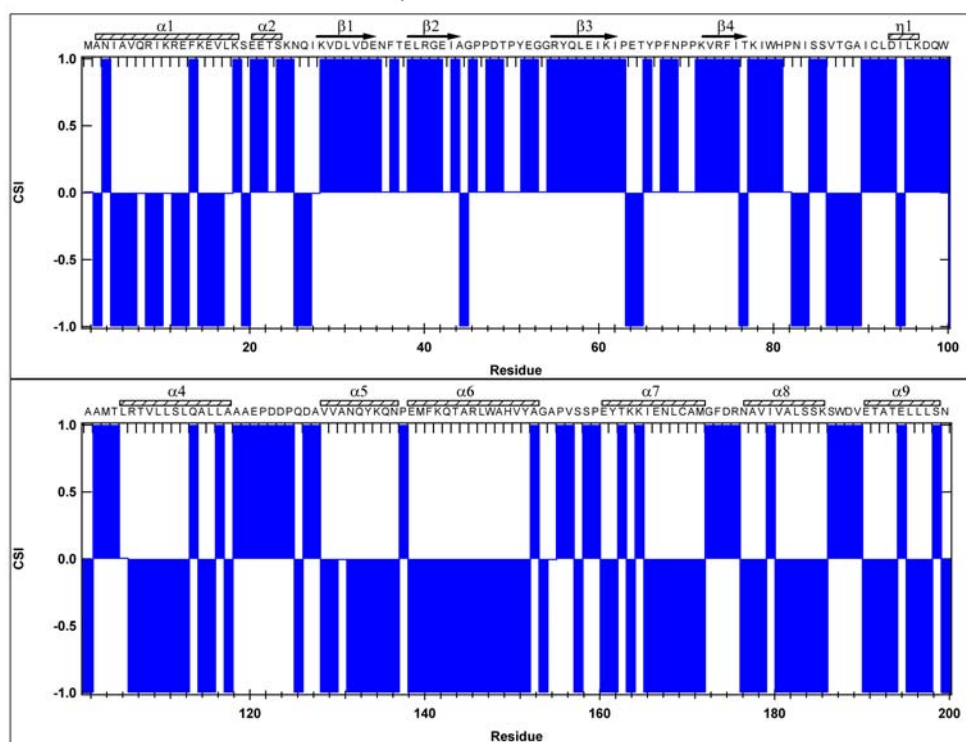 α1 α2 β1 β2 β3 β4 η1
MANIAVQRIKREFKEVLKSEETSKNQIKVDLVDENFTELRGEIAGPPDTPYEGGRYQLEIKIPETYPFNPPKVRFITKIWHPNISSVTGAICLDILKDQW
1.0
0.5
CSI
0.0
-0.5
-1.0
20 40 60 80 100
Residue
α4 α5 α6 α7 α8 α9
AAMTLRTVLLSLQALLAAAEPDDPQDAVVANQYKQNPEMFKQTARLWAHVYAGAPVSSPEYTKKIENLCAMGFDRNAVIVALSSKSWDVETATELLLSN
1.0
0.5
CSI
0.0
-0.5
-1.0
120 140 160 180 200
Residue